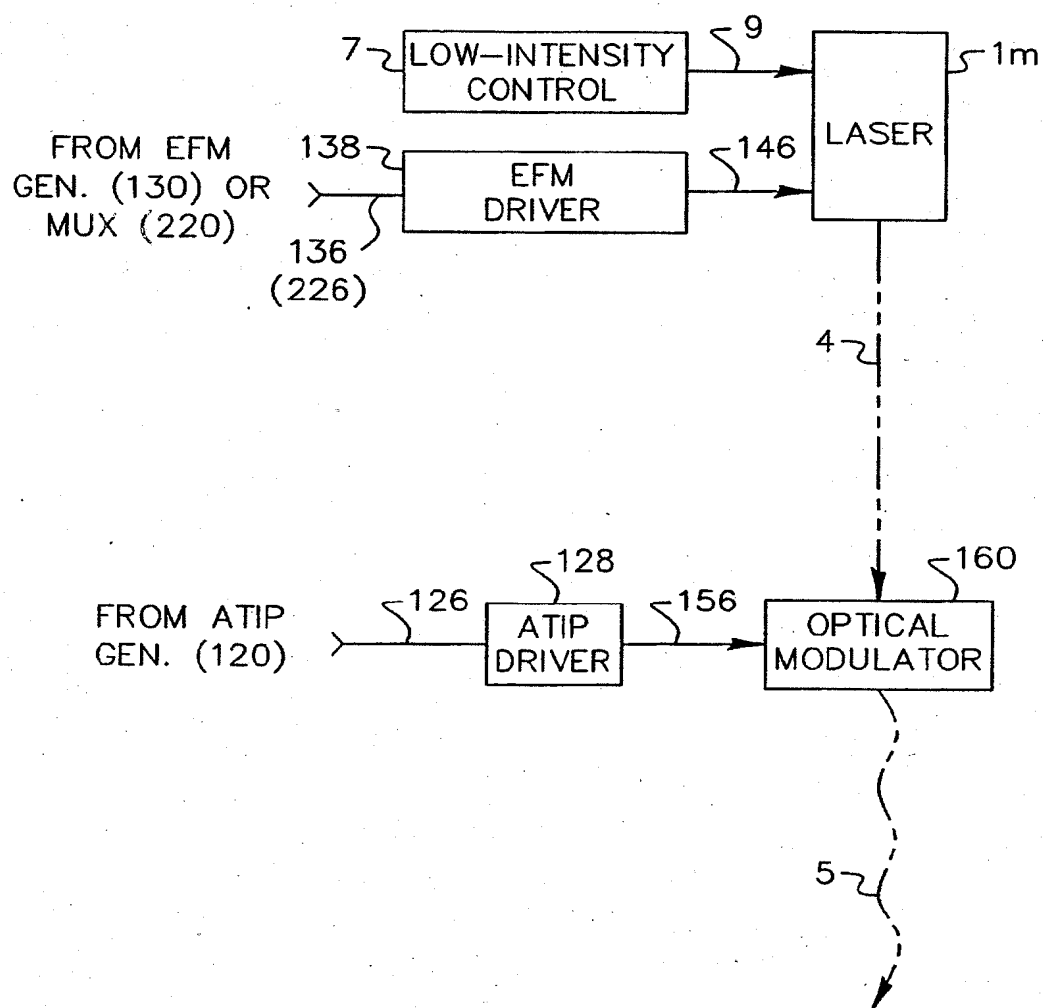 7
LOW-INTENSITY
CONTROL
9
1m
LASER
FROM EFM
GEN. (130) OR
MUX (220)
138
EFM
DRIVER
146
136
(226)
4
FROM ATIP
GEN. (120)
126
128
ATIP
DRIVER
156
160
OPTICAL
MODULATOR
5